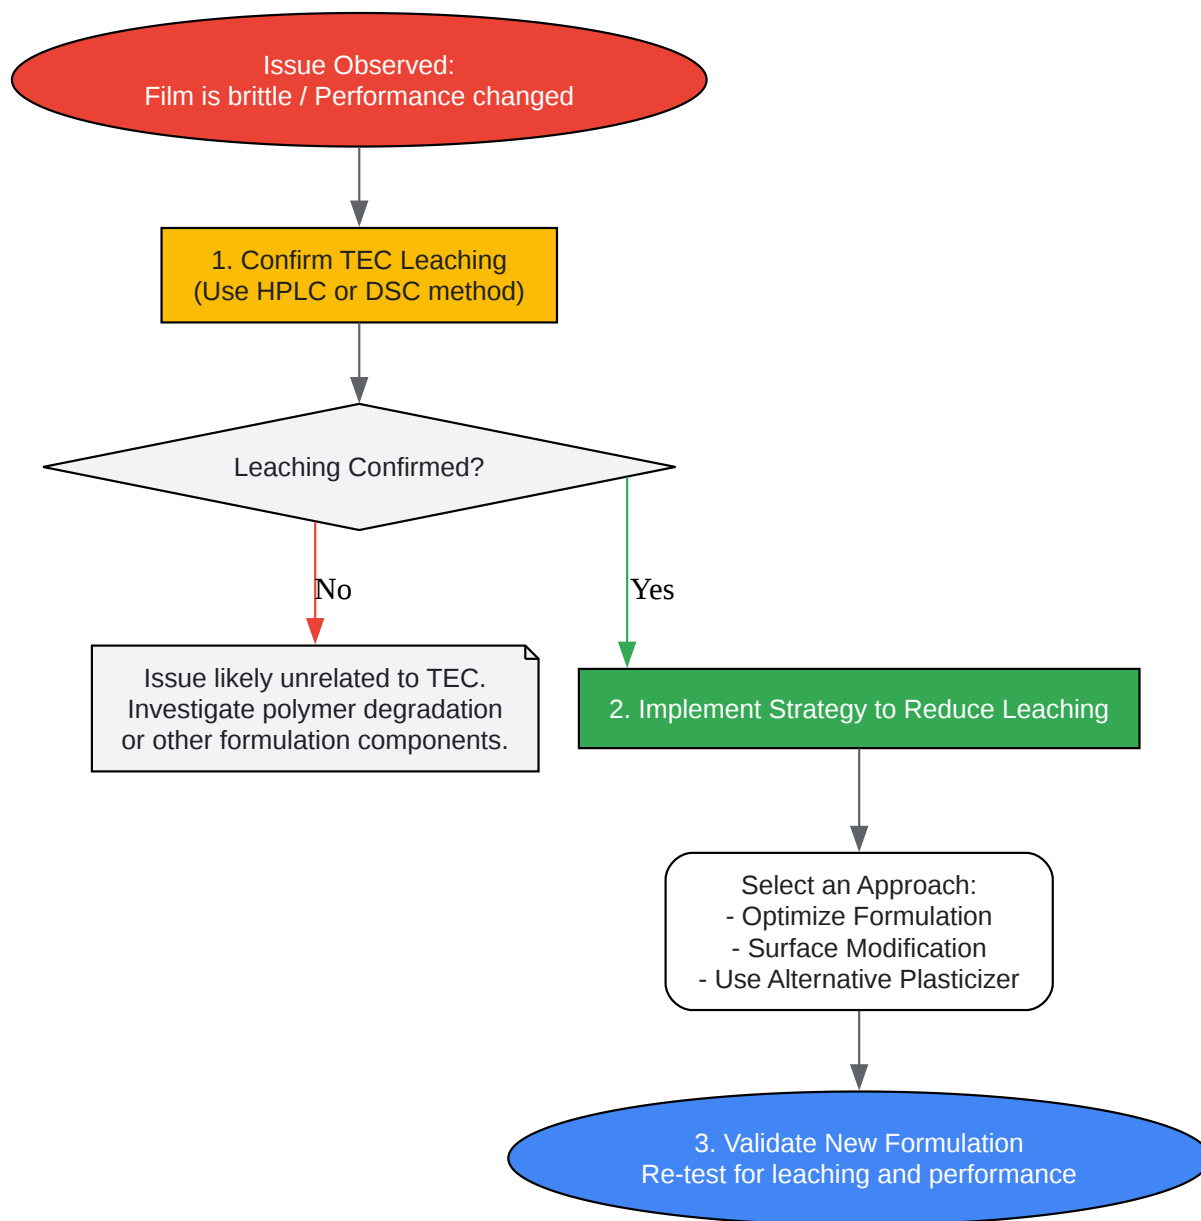 Issue Observed:
Film is brittle / Performance changed
1. Confirm TEC Leaching
(Use HPLC or DSC method)
Leaching Confirmed?
No
Yes
Issue likely unrelated to TEC.
Investigate polymer degradation
or other formulation components.
2. Implement Strategy to Reduce Leaching
Select an Approach:
- Optimize Formulation
- Surface Modification
- Use Alternative Plasticizer
3. Validate New Formulation
Re-test for leaching and performance